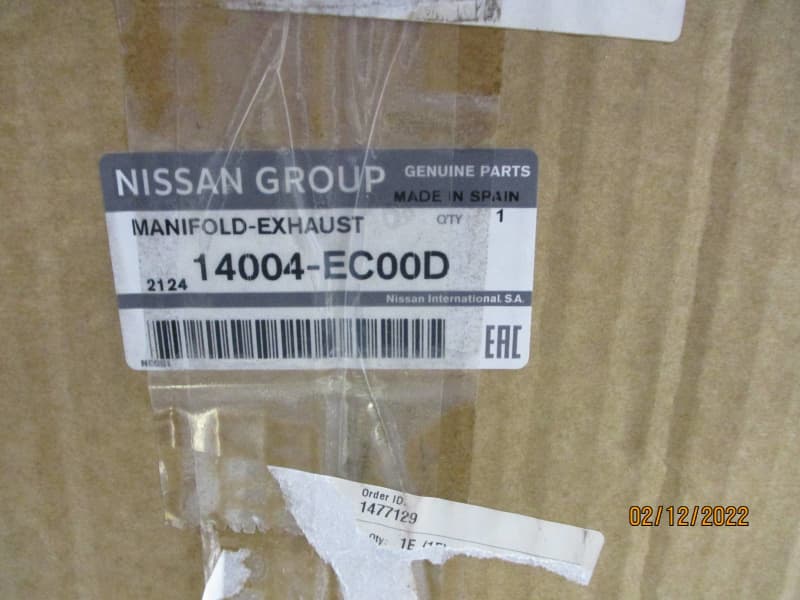 NISSAN GROUP
GENUINE PARTS
MADE IN SPAIN
MANIFOLD-EXHAUST
QTY 1
2124 14004-EC00D
Nissan International S.A.
EAC
Order ID.
1477129
Qty:
02/12/2022